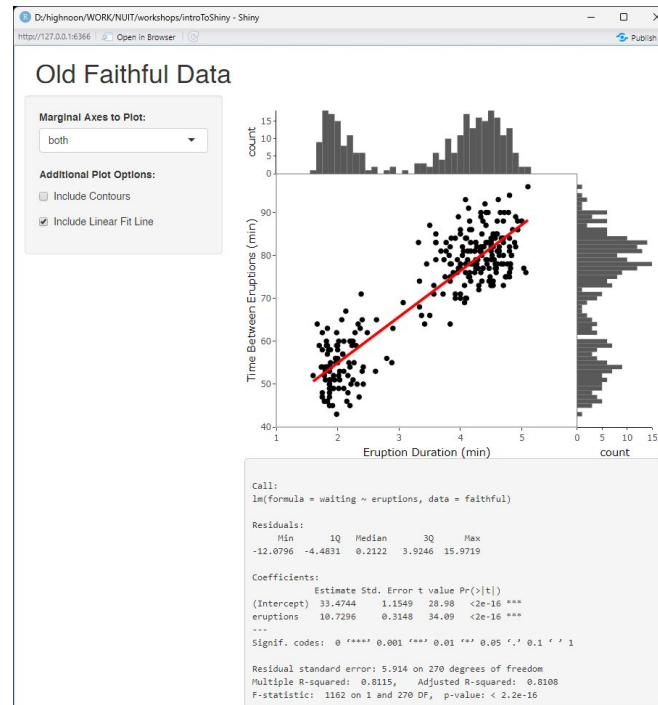 D:/highnoon/WORK/NUIT/workshops/introToShiny - Shiny
http://127.0.0.1:6366
Open in Browser
Publish
Old Faithful Data
Marginal Axes to Plot:
both
Additional Plot Options:
Include Contours
Include Linear Fit Line
count
15
10
5
0
Time Between Eruptions (min)
90
80
70
60
50
40
1 2 3 4 5
Eruption Duration (min)
0 5 10 15
count
Call:
lm(formula = waiting ~ eruptions, data = faithful)
Residuals:
Min 1Q Median 3Q Max
-12.0796 -4.4831 0.2122 3.9246 15.9719
Coefficients:
Estimate Std. Error t value Pr(>|t|)
(Intercept) 33.4744 1.1549 28.98 <2e-16 ***
eruptions 10.7296 0.3148 34.09 <2e-16 ***
---
Signif. codes: 0 ‘***’ 0.001 ‘**’ 0.01 ‘*’ 0.05 ‘.’ 0.1 ‘ ’ 1
Residual standard error: 5.914 on 270 degrees of freedom
Multiple R-squared: 0.8115, Adjusted R-squared: 0.8108
F-statistic: 1162 on 1 and 270 DF, p-value: < 2.2e-16